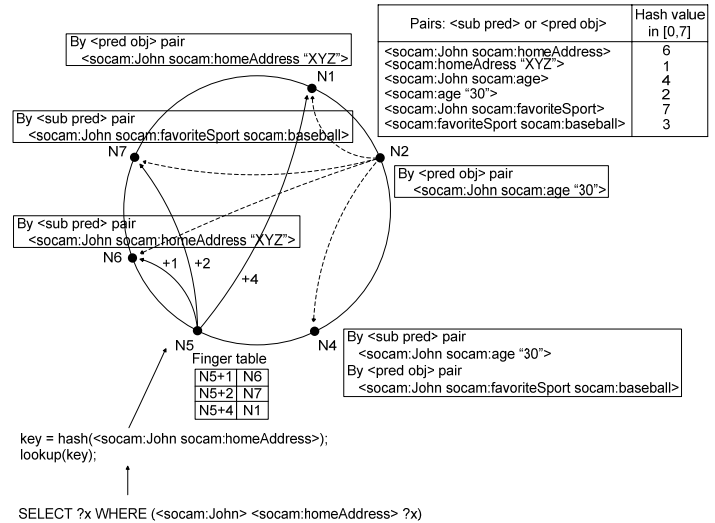 By <pred obj> pair
<socam:John socam:homeAddress “XYZ”>
N1
Pairs: <sub pred> or <pred obj>
Hash value in [0,7]
<socam:John socam:homeAddress> 6
<socam:homeAdress “XYZ”> 1
<socam:John socam:age> 4
<socam:age “30”> 2
<socam:John socam:favoriteSport> 7
<socam:favoriteSport socam:baseball> 3
By <sub pred> pair
<socam:John socam:favoriteSport socam:baseball>
N7
N2
By <pred obj> pair
<socam:John socam:age “30”>
By <sub pred> pair
<socam:John socam:homeAddress “XYZ”>
N6
+1
+2
+4
N5
N4
By <sub pred> pair
<socam:John socam:age “30”>
By <pred obj> pair
<socam:John socam:favoriteSport socam:baseball>
Finger table
N5+1 N6
N5+2 N7
N5+4 N1
key = hash(<socam:John socam:homeAddress>);
lookup(key);
SELECT ?x WHERE (<socam:John> <socam:homeAddress> ?x)